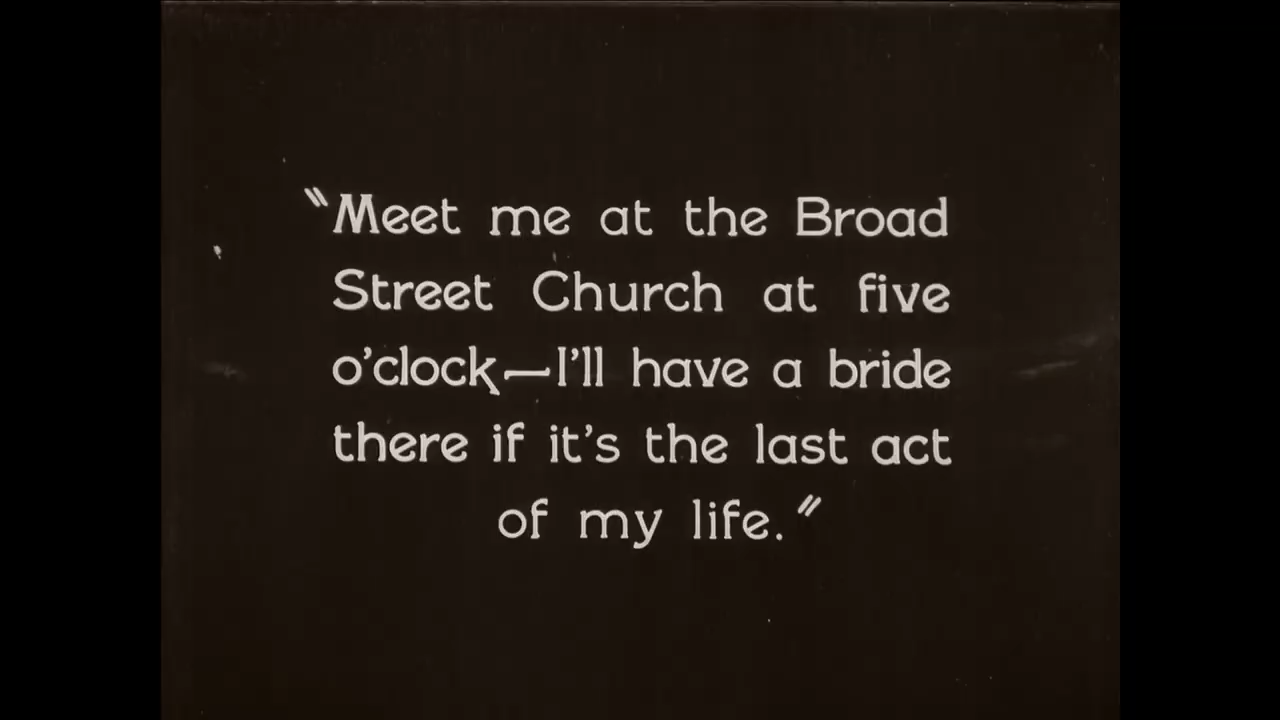 "Meet me at the Broad
Street Church at five
o'clock—I'll have a bride
there if it's the last act
of my life."